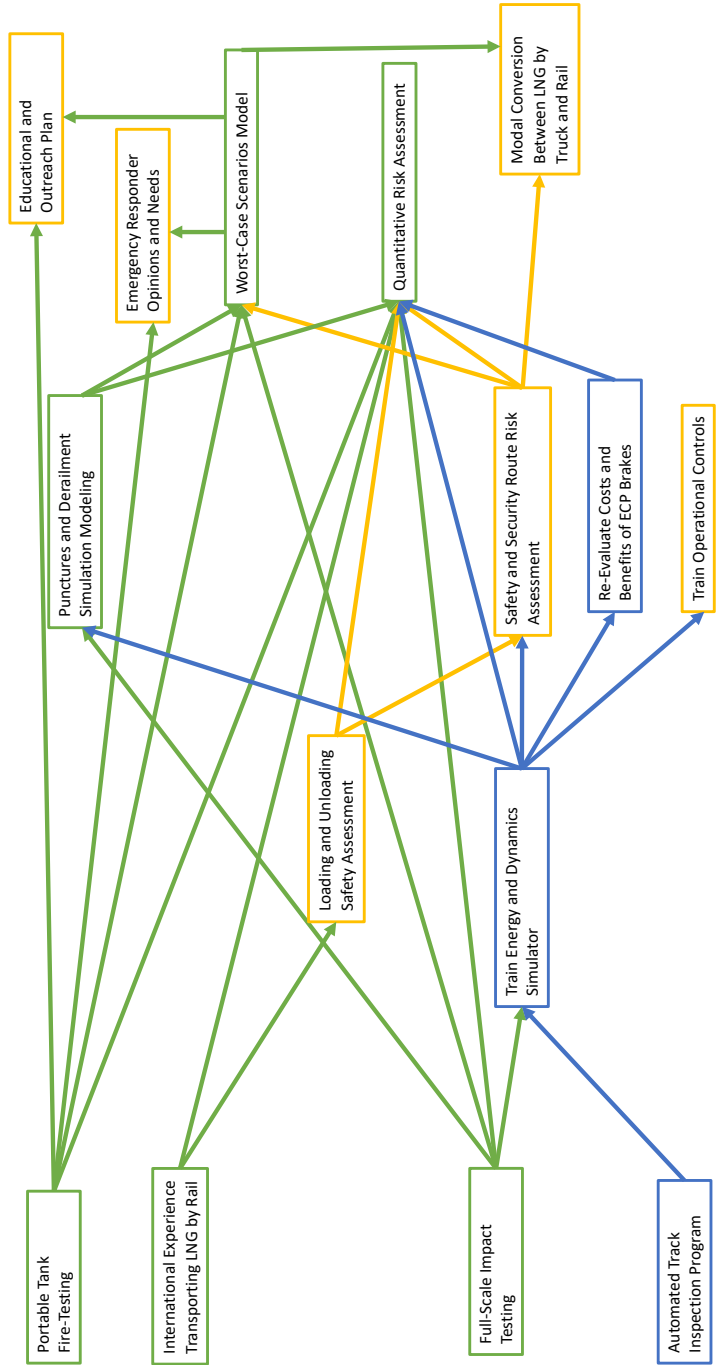 Portable Tank
Fire-Testing
International Experience
Transporting LNG by Rail
Full-Scale Impact
Testing
Automated Track
Inspection Program
Loading and Unloading
Safety Assessment
Train Energy and Dynamics
Simulator
Punctures and Derailment
Simulation Modeling
Safety and Security Route Risk
Assessment
Re-Evaluate Costs and
Benefits of ECP Brakes
Train Operational Controls
Educational and
Outreach Plan
Emergency Responder
Opinions and Needs
Worst-Case Scenarios Model
Quantitative Risk Assessment
Modal Conversion
Between LNG by
Truck and Rail